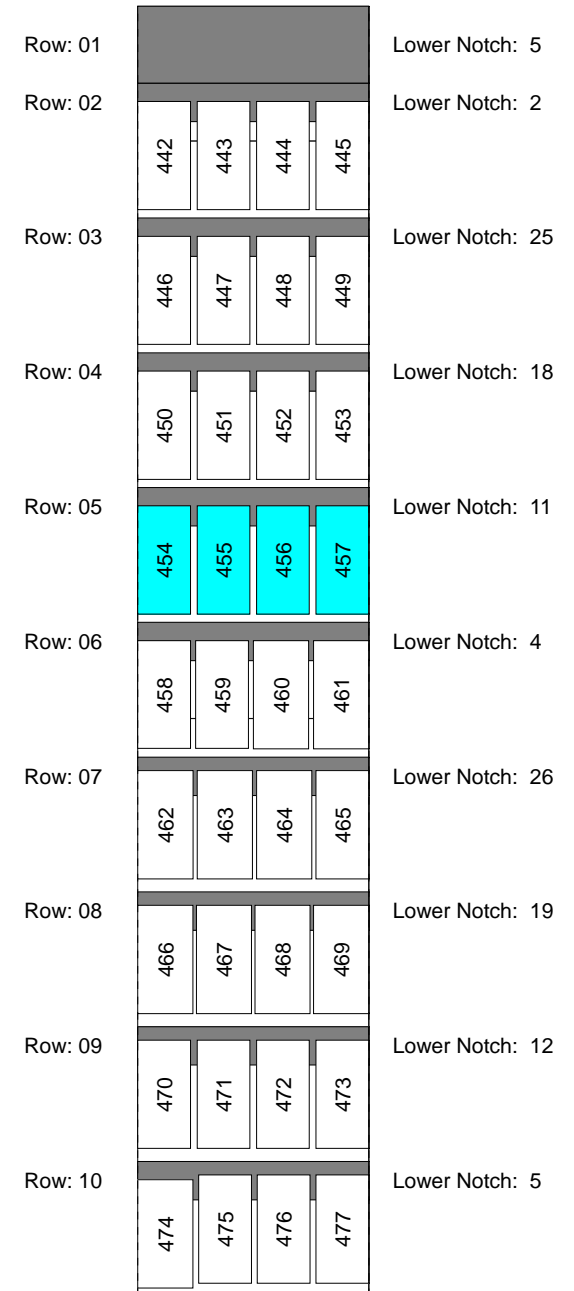 Row: 01 Lower Notch: 5
Row: 02 Lower Notch: 2
442 443 444 445
Row: 03 Lower Notch: 25
446 447 448 449
Row: 04 Lower Notch: 18
450 451 452 453
Row: 05 Lower Notch: 11
454 455 456 457
Row: 06 Lower Notch: 4
458 459 460 461
Row: 07 Lower Notch: 26
462 463 464 465
Row: 08 Lower Notch: 19
466 467 468 469
Row: 09 Lower Notch: 12
470 471 472 473
Row: 10 Lower Notch: 5
474 475 476 477